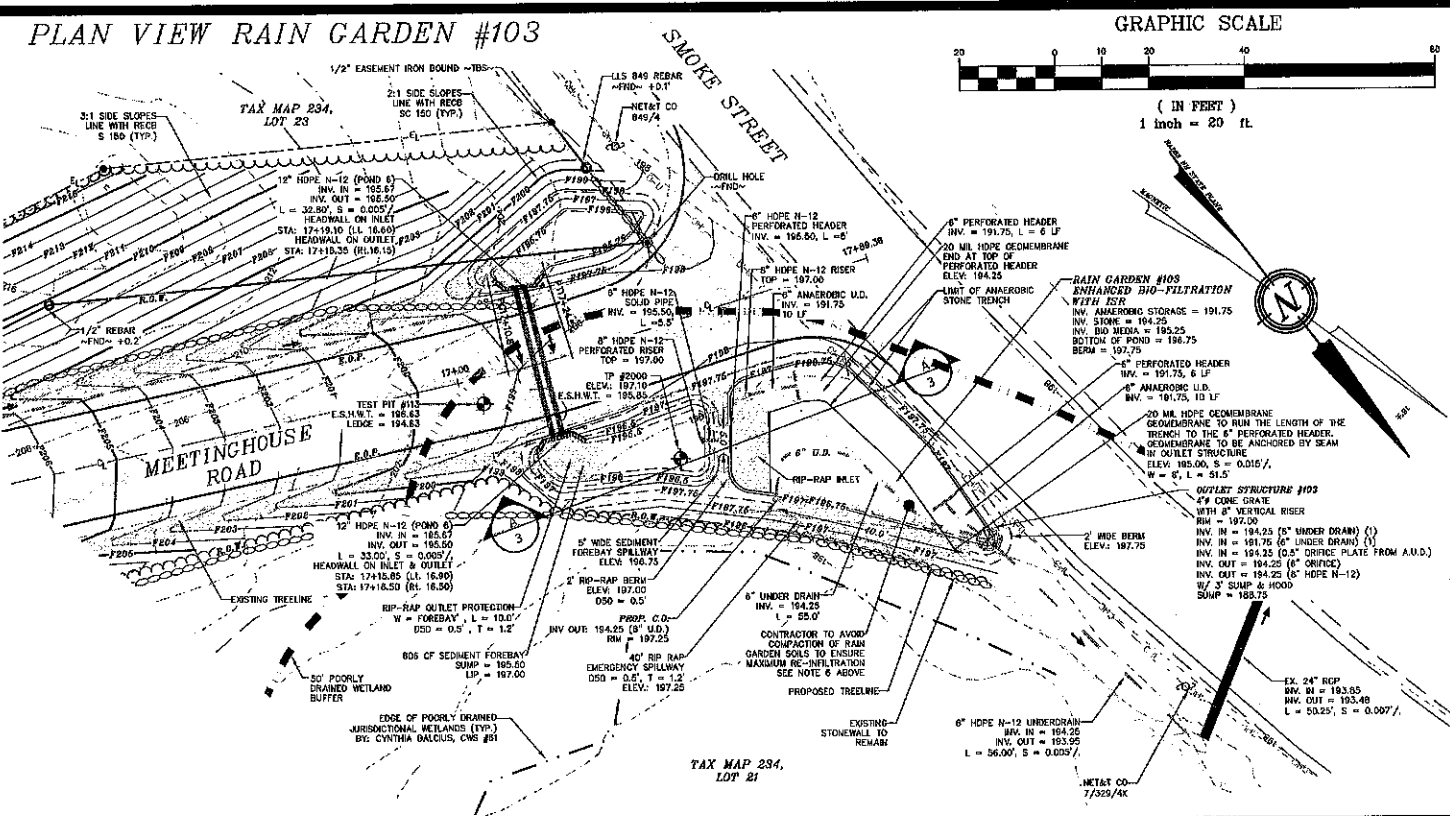 PLAN VIEW RAIN GARDEN #103
GRAPHIC SCALE
20 0 10 20 40 80
( IN FEET )
1 inch = 20 ft.
SMOKE STREET
1/2" EASEMENT IRON BOUND ~TBS~
TAX MAP 234,
LOT 23
3:1 SIDE SLOPES
LINE WITH RECB
S 150 (TYP.)
2:1 SIDE SLOPES
LINE WITH RECB
SC 150 (TYP.)
LLS 849 REBAR
~FND~ +0.1'
NET&T CO
849/4
12" HDPE N-12 (POND 6)
INV. IN = 195.67
INV. OUT = 195.50
L = 32.80', S = 0.005'/,
HEADWALL ON INLET
STA: 17+19.10 (Lt. 16.60)
HEADWALL ON OUTLET
STA: 17+18.35 (Rt.16.15)
DRILL HOLE
~FND~
6" HDPE N-12
PERFORATED HEADER
INV. = 195.50, L =5'
17+89.38
8" HDPE N-12 RISER
TOP = 197.00
6" ANAEROBIC U.D.
INV. = 191.75
10 LF
6" PERFORATED HEADER
INV. = 191.75, L = 6 LF
20 MIL HDPE GEOMEMBRANE
END AT TOP OF
PERFORATED HEADER
ELEV: 194.25
LIMIT OF ANAEROBIC
STONE TRENCH
RAIN GARDEN #103
ENHANCED BIO-FILTRATION
WITH ISR
INV. ANAEROBIC STORAGE = 191.75
INV. STONE = 194.25
INV. BIO MEDIA = 195.25
BOTTOM OF POND = 196.75
BERM = 197.75
MAGNETIC
N
1/2" REBAR
~FND~ +0.2'
R.O.W.
E.O.P.
6" HDPE N-12
SOLID PIPE
INV. = 195.50,
L =5.5'
8" HDPE N-12
PERFORATED RISER
TOP = 197.00
TP #2000
ELEV.: 197.10
E.S.H.W.T. = 195.85
17+00
TEST PIT #113
E.S.H.W.T. = 196.63
LEDGE = 194.63
MEETINGHOUSE
ROAD
A
3
6" PERFORATED HEADER
INV. = 191.75, 6 LF
6" ANAEROBIC U.D.
INV. = 191.75, 10 LF
20 MIL HDPE GEOMEMBRANE
GEOMEMBRANE TO RUN THE LENGTH OF THE
TRENCH TO THE 6" PERFORATED HEADER.
GEOMEMBRANE TO BE ANCHORED BY SEAM
IN OUTLET STRUCTURE
ELEV: 195.00, S = 0.015'/,
W = 8', L = 51.5'
6" U.D.
RIP-RAP INLET
OUTLET STRUCTURE #103
4'ø CONE GRATE
WITH 8" VERTICAL RISER
RIM = 197.00
INV. IN = 194.25 (6" UNDER DRAIN) (1)
INV. IN = 191.75 (6" UNDER DRAIN) (1)
INV. IN = 194.25 (0.5" ORIFICE PLATE FROM A.U.D.)
INV. OUT = 194.25 (6" ORIFICE)
INV. OUT = 194.25 (8" HDPE N-12)
W/ 3' SUMP & HOOD
SUMP = 188.75
2' WIDE BERM
ELEV: 197.75
A
3
12" HDPE N-12 (POND 6)
INV. IN = 195.67
INV. OUT = 195.50
L = 33.00', S = 0.005'/,
HEADWALL ON INLET & OUTLET
STA: 17+15.85 (Lt. 16.90)
STA: 17+16.50 (Rt. 16.50)
5' WIDE SEDIMENT
FOREBAY SPILLWAY
ELEV: 196.75
2' RIP-RAP BERM
ELEV: 197.00
D50 = 0.5'
EXISTING TREELINE
RIP-RAP OUTLET PROTECTION
W = FOREBAY , L = 10.0'
D50 = 0.5' , T = 1.2'
PROP. C.O.
INV OUT: 194.25 (6" U.D.)
RIM = 197.25
6" UNDER DRAIN
INV. = 194.25
L = 55.0'
CONTRACTOR TO AVOID
COMPACTION OF RAIN
GARDEN SOILS TO ENSURE
MAXIMUM RE-INFILTRATION
SEE NOTE 6 ABOVE
806 CF OF SEDIMENT FOREBAY
SUMP = 195.50
LIP = 197.00
40' RIP RAP
EMERGENCY SPILLWAY
D50 = 0.5', T = 1.2'
ELEV.: 197.25
PROPOSED TREELINE
50' POORLY
DRAINED WETLAND
BUFFER
EDGE OF POORLY DRAINED
JURISDICTIONAL WETLANDS (TYP.)
BY: CYNTHIA BALCIUS, CWS #61
EXISTING
STONEWALL TO
REMAIN
6" HDPE N-12 UNDERDRAIN
INV. IN = 194.25
INV. OUT = 193.95
L = 56.00', S = 0.005'/,
EX. 24" RCP
INV. IN = 193.85
INV. OUT = 193.48
L = 50.25', S = 0.007'/,
TAX MAP 234,
LOT 21
NET&T CO
7/329/4X